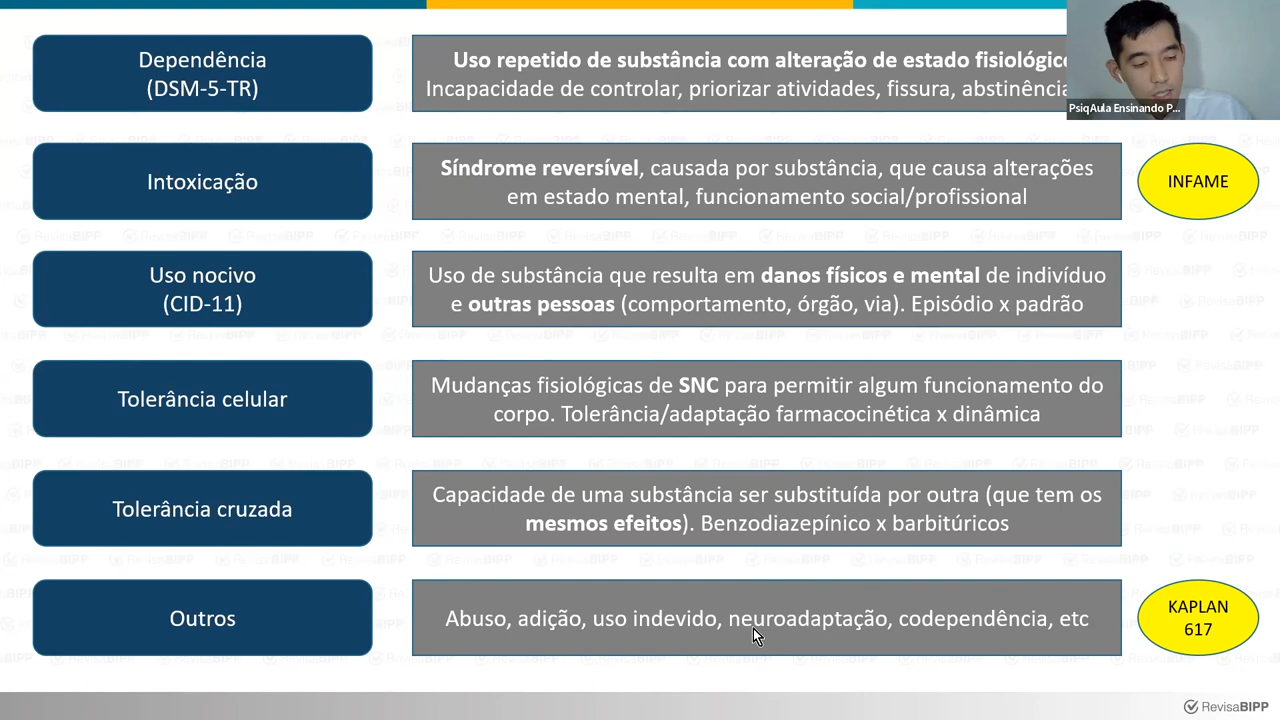 Dependência
(DSM-5-TR)
Uso repetido de substância com alteração de estado fisiológico
Incapacidade de controlar, priorizar atividades, fissura, abstinência
PsiqAula Ensinando P...
Intoxicação
Síndrome reversível, causada por substância, que causa alterações
em estado mental, funcionamento social/profissional
INFAME
Uso nocivo
(CID-11)
Uso de substância que resulta em danos físicos e mental de indivíduo
e outras pessoas (comportamento, órgão, via). Episódio x padrão
Tolerância celular
Mudanças fisiológicas de SNC para permitir algum funcionamento do
corpo. Tolerância/adaptação farmacocinética x dinâmica
Tolerância cruzada
Capacidade de uma substância ser substituída por outra (que tem os
mesmos efeitos). Benzodiazepínico x barbitúricos
Outros
Abuso, adição, uso indevido, neuroadaptação, codependência, etc
KAPLAN
617
RevisaBIPP